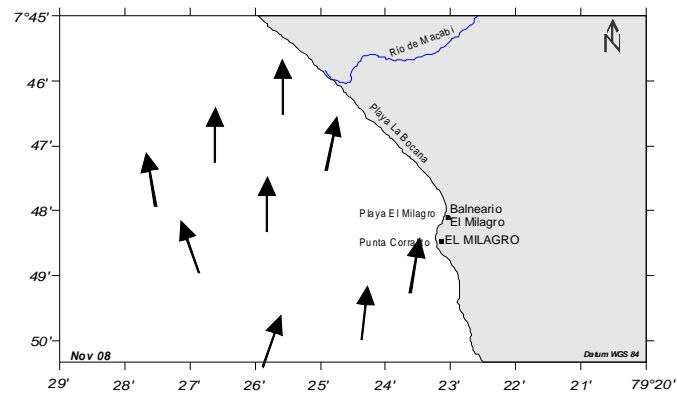 7°45'
N
Río de Macabí
46'
Playa La Bocana
47'
48'
Playa El Milagro
Balneario
El Milagro
Punta Corralto
EL MILAGRO
49'
50'
Nov 08
Datum WGS 84
29'
28'
27'
26'
25'
24'
23'
22'
21'
79°20'